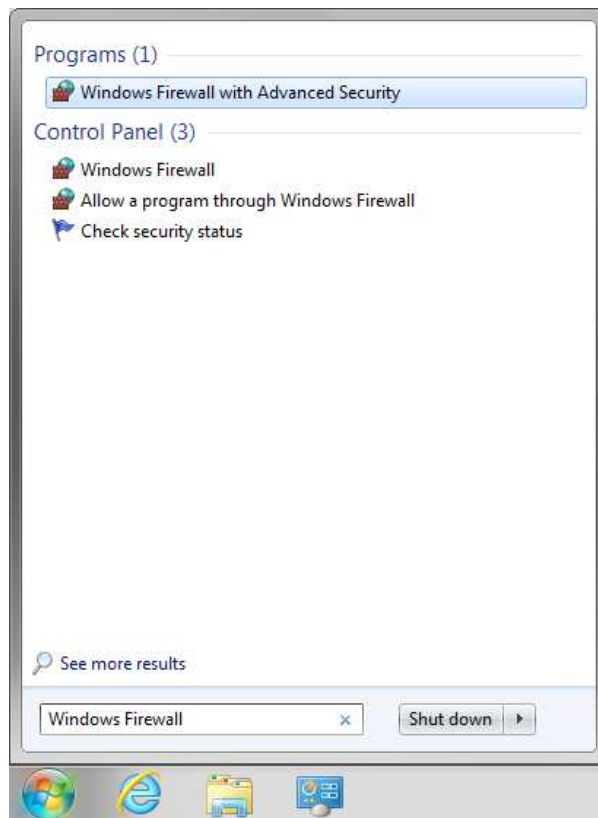 Programs (1)
Windows Firewall with Advanced Security
Control Panel (3)
Windows Firewall
Allow a program through Windows Firewall
Check security status
See more results
Windows Firewall
Shut down